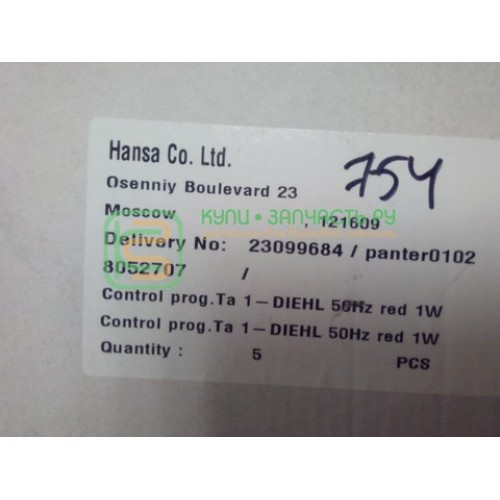 Hansa Co. Ltd.
754
Osenniy Boulevard 23
Moscow , 121609
КУПИ·ЗАПЧАСТЬ.РУ
Delivery No: 23099684 / panter0102
8052707 /
Control prog.Ta 1-DIEHL 50Hz red 1W
Control prog.Ta 1-DIEHL 50Hz red 1W
Quantity : 5 PCS